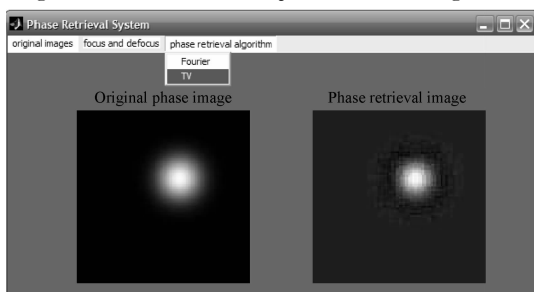 Phase Retrieval System
original images focus and defocus phase retrieval algorithm
Fourier
TV
Original phase image Phase retrieval image